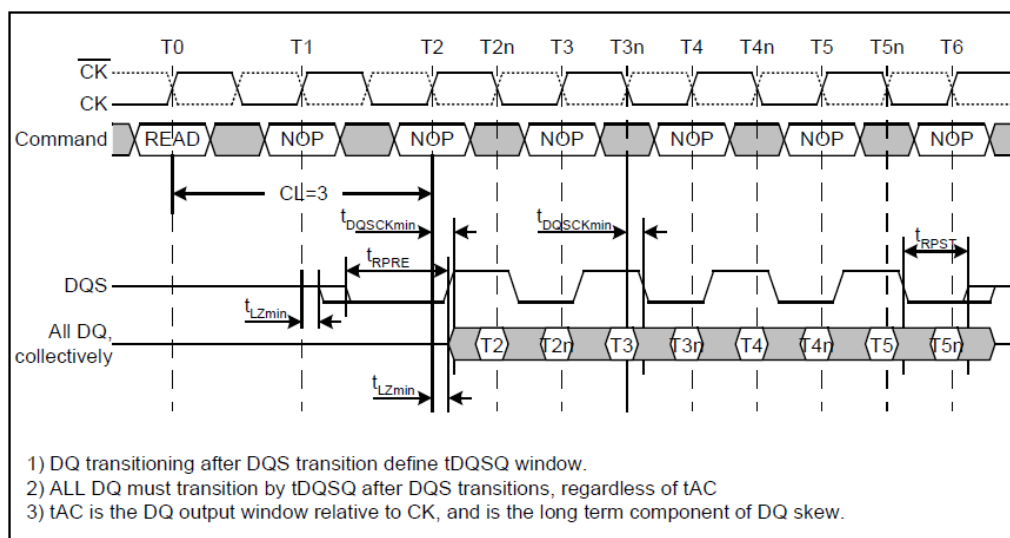 T0 T1 T2 T2n T3 T3n T4 T4n T5 T5n T6
CK
CK
Command READ NOP NOP NOP NOP NOP NOP
CL=3
tDQSCKmin tDQSCKmin
tRPRE tRPST
DQS
tLZmin
All DQ,
collectively T2 T2n T3 T3n T4 T4n T5 T5n
tLZmin
1) DQ transitioning after DQS transition define tDQSQ window.
2) ALL DQ must transition by tDQSQ after DQS transitions, regardless of tAC
3) tAC is the DQ output window relative to CK, and is the long term component of DQ skew.